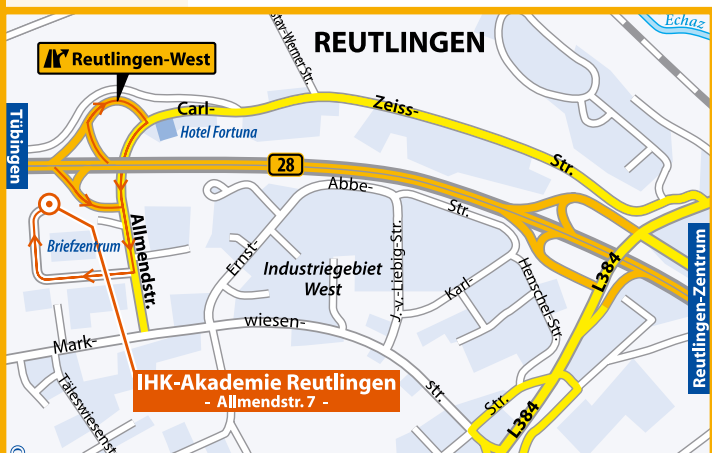 Echaz
REUTLINGEN
Reutlingen-West
Carl-
Zeiss-
Str.
Hotel Fortuna
Tübingen
28
Abbe-
Str.
Ernst-
Allmendstr.
Briefzentrum
Industriegebiet
West
J.-v.-Liebig-Str.
Karl-
Henschel-Str.
L384
Reutlingen-Zentrum
Mark-
wiesen-
str.
IHK-Akademie Reutlingen
- Allmendstr. 7 -
Str.
L384
©